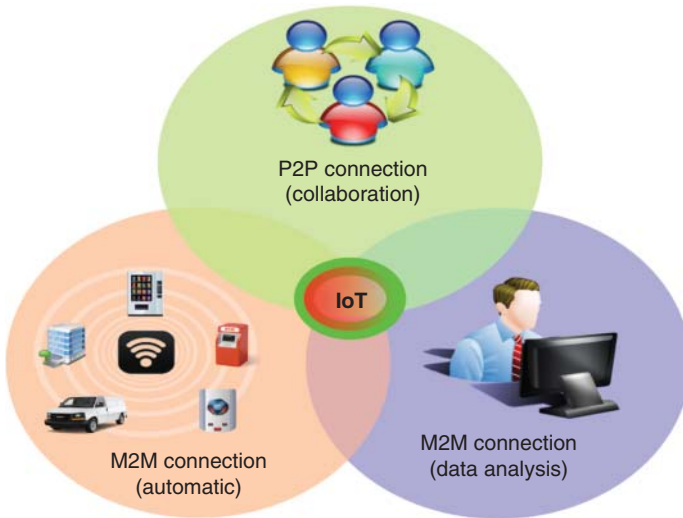 P2P connection
(collaboration)
IoT
M2M connection
(automatic)
M2M connection
(data analysis)